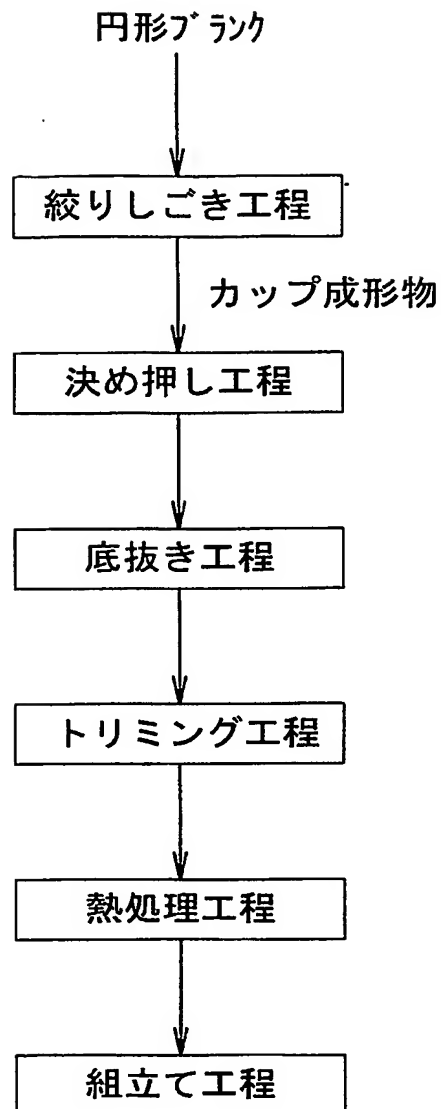 円形ブランク
絞りしごき工程
カップ成形物
決め押し工程
底抜き工程
トリミング工程
熱処理工程
組立て工程